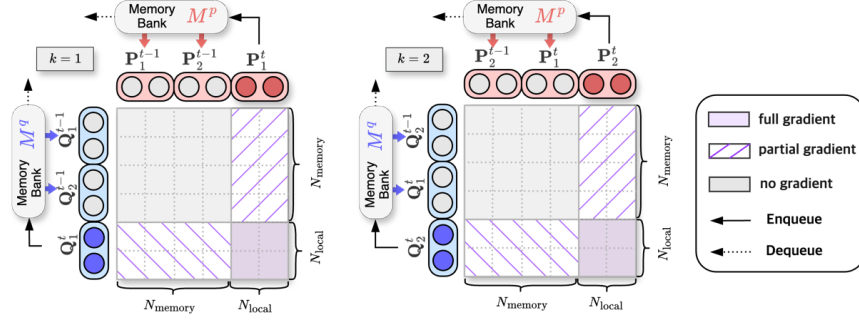 Memory
Bank M^p
k = 1
P_1^{t-1} P_2^{t-1} P_1^t
Memory
Bank M^q
Q_1^{t-1}
Q_2^{t-1}
Q_1^t
N_memory
N_local
N_memory N_local
Memory
Bank M^p
k = 2
P_2^{t-1} P_1^t P_2^t
Memory
Bank M^q
Q_2^{t-1}
Q_1^t
Q_2^t
N_memory
N_local
N_memory N_local
full gradient
partial gradient
no gradient
Enqueue
Dequeue